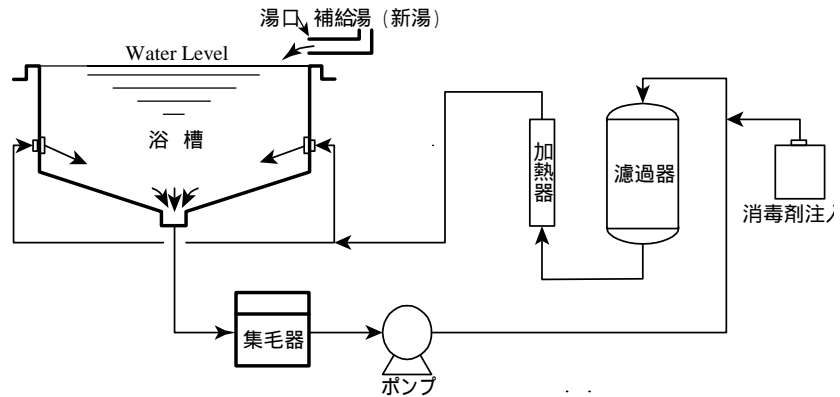 湯口 補給湯(新湯)
Water Level
浴 槽
加熱器
濾過器
消毒剤注入
集毛器
ポンプ